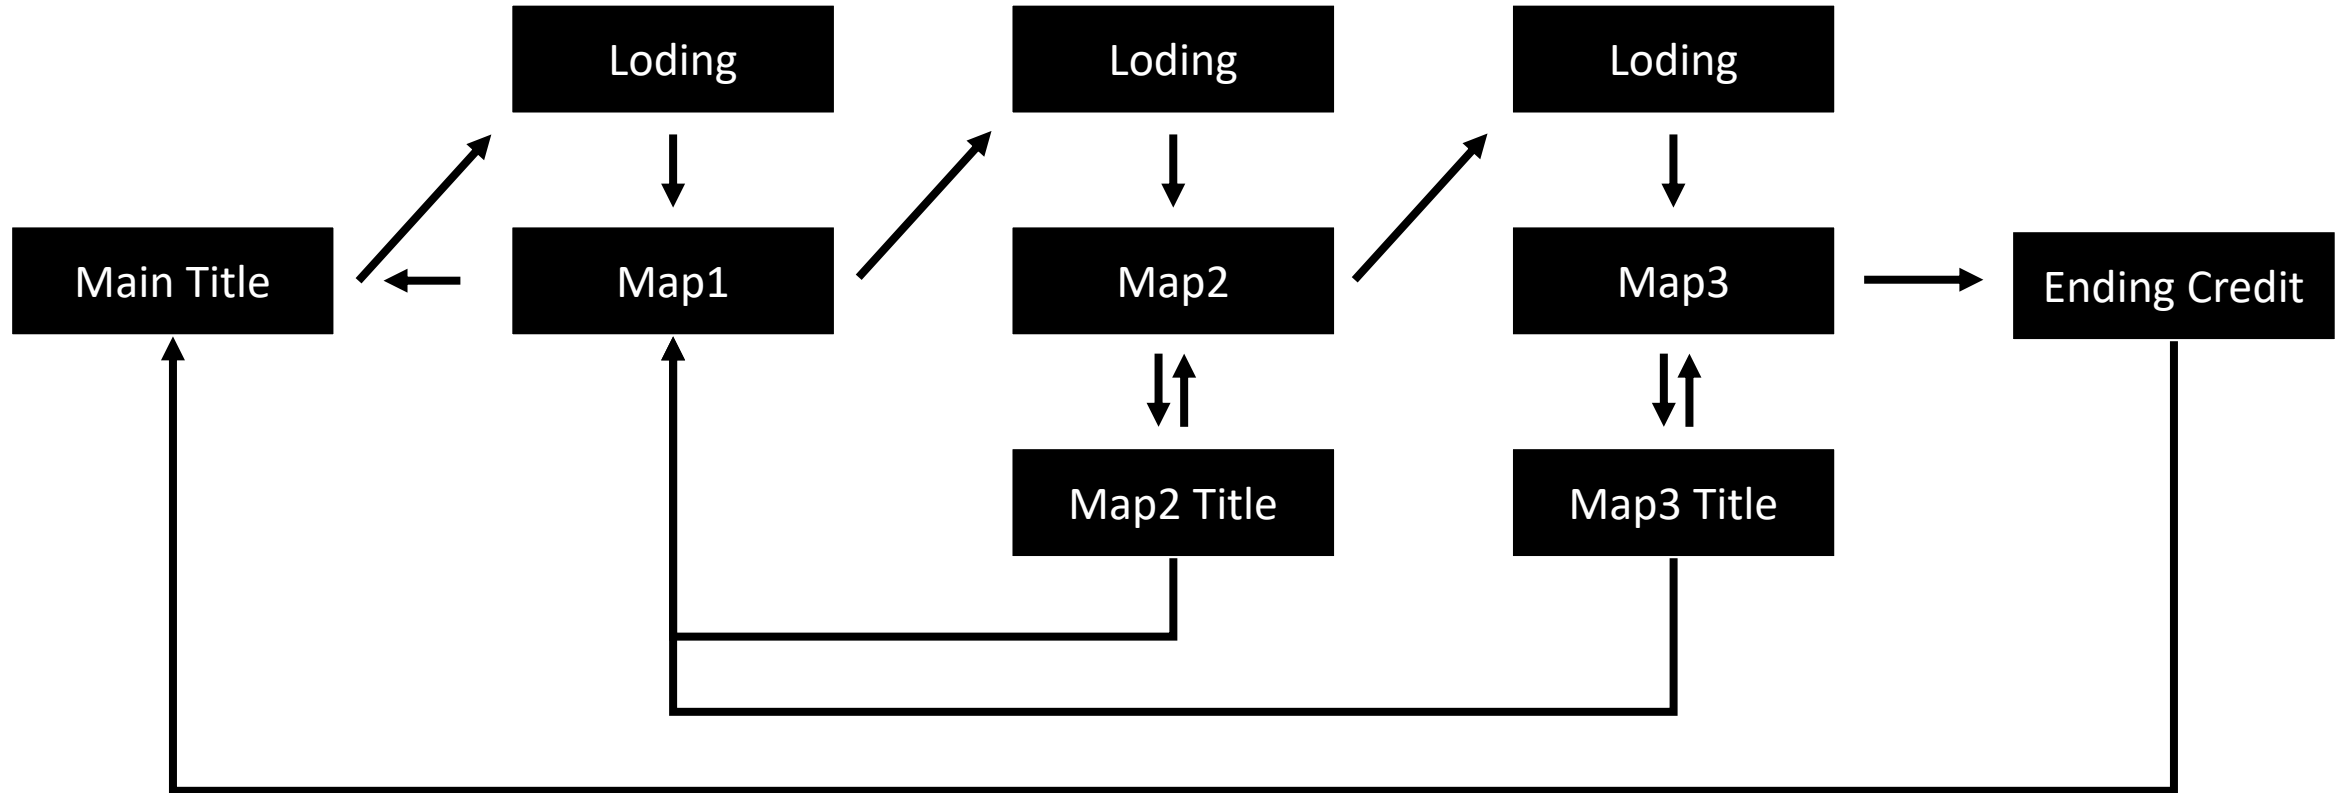 Loding
Loding
Loding
Main Title
Map1
Map2
Map3
Ending Credit
Map2 Title
Map3 Title